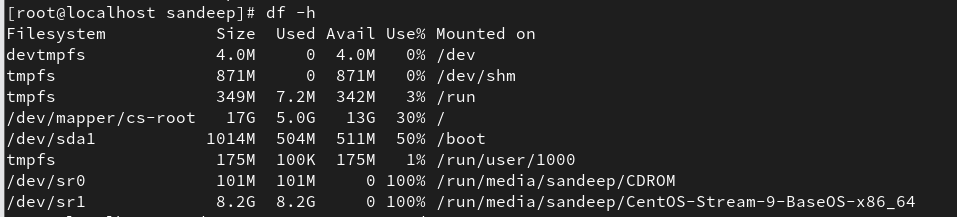 [root@localhost sandeep]# df -h
Filesystem           Size  Used Avail Use% Mounted on
devtmpfs             4.0M     0  4.0M   0% /dev
tmpfs                871M     0  871M   0% /dev/shm
tmpfs                349M  7.2M  342M   3% /run
/dev/mapper/cs-root   17G  5.0G   13G  30% /
/dev/sda1           1014M  504M  511M  50% /boot
tmpfs                175M  100K  175M   1% /run/user/1000
/dev/sr0             101M  101M     0 100% /run/media/sandeep/CDROM
/dev/sr1             8.2G  8.2G     0 100% /run/media/sandeep/CentOS-Stream-9-BaseOS-x86_64